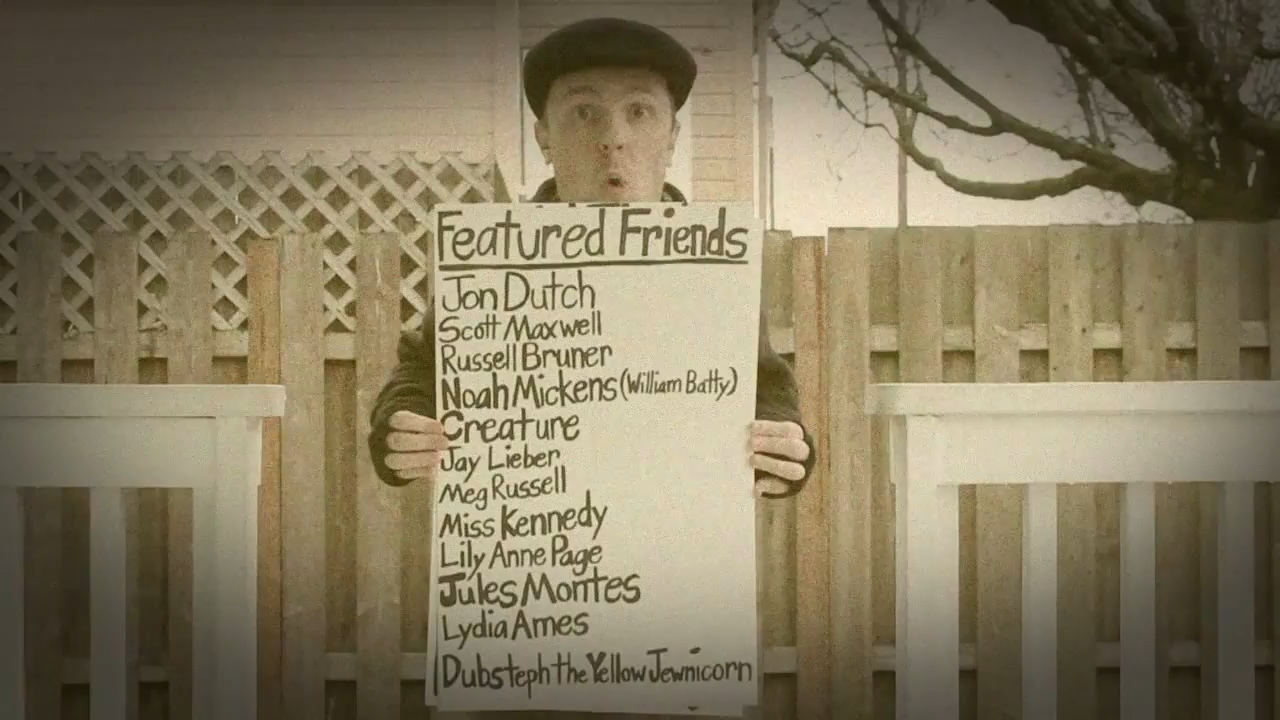 Featured Friends
Jon Dutch
Scott Maxwell
Russell Bruner
Noah Mickens (William Batty)
Creature
Jay Lieber
Meg Russell
Miss Kennedy
Lily Anne Page
Jules Montes
Lydia Ames
Dubsteph the Yellow Jewnicorn